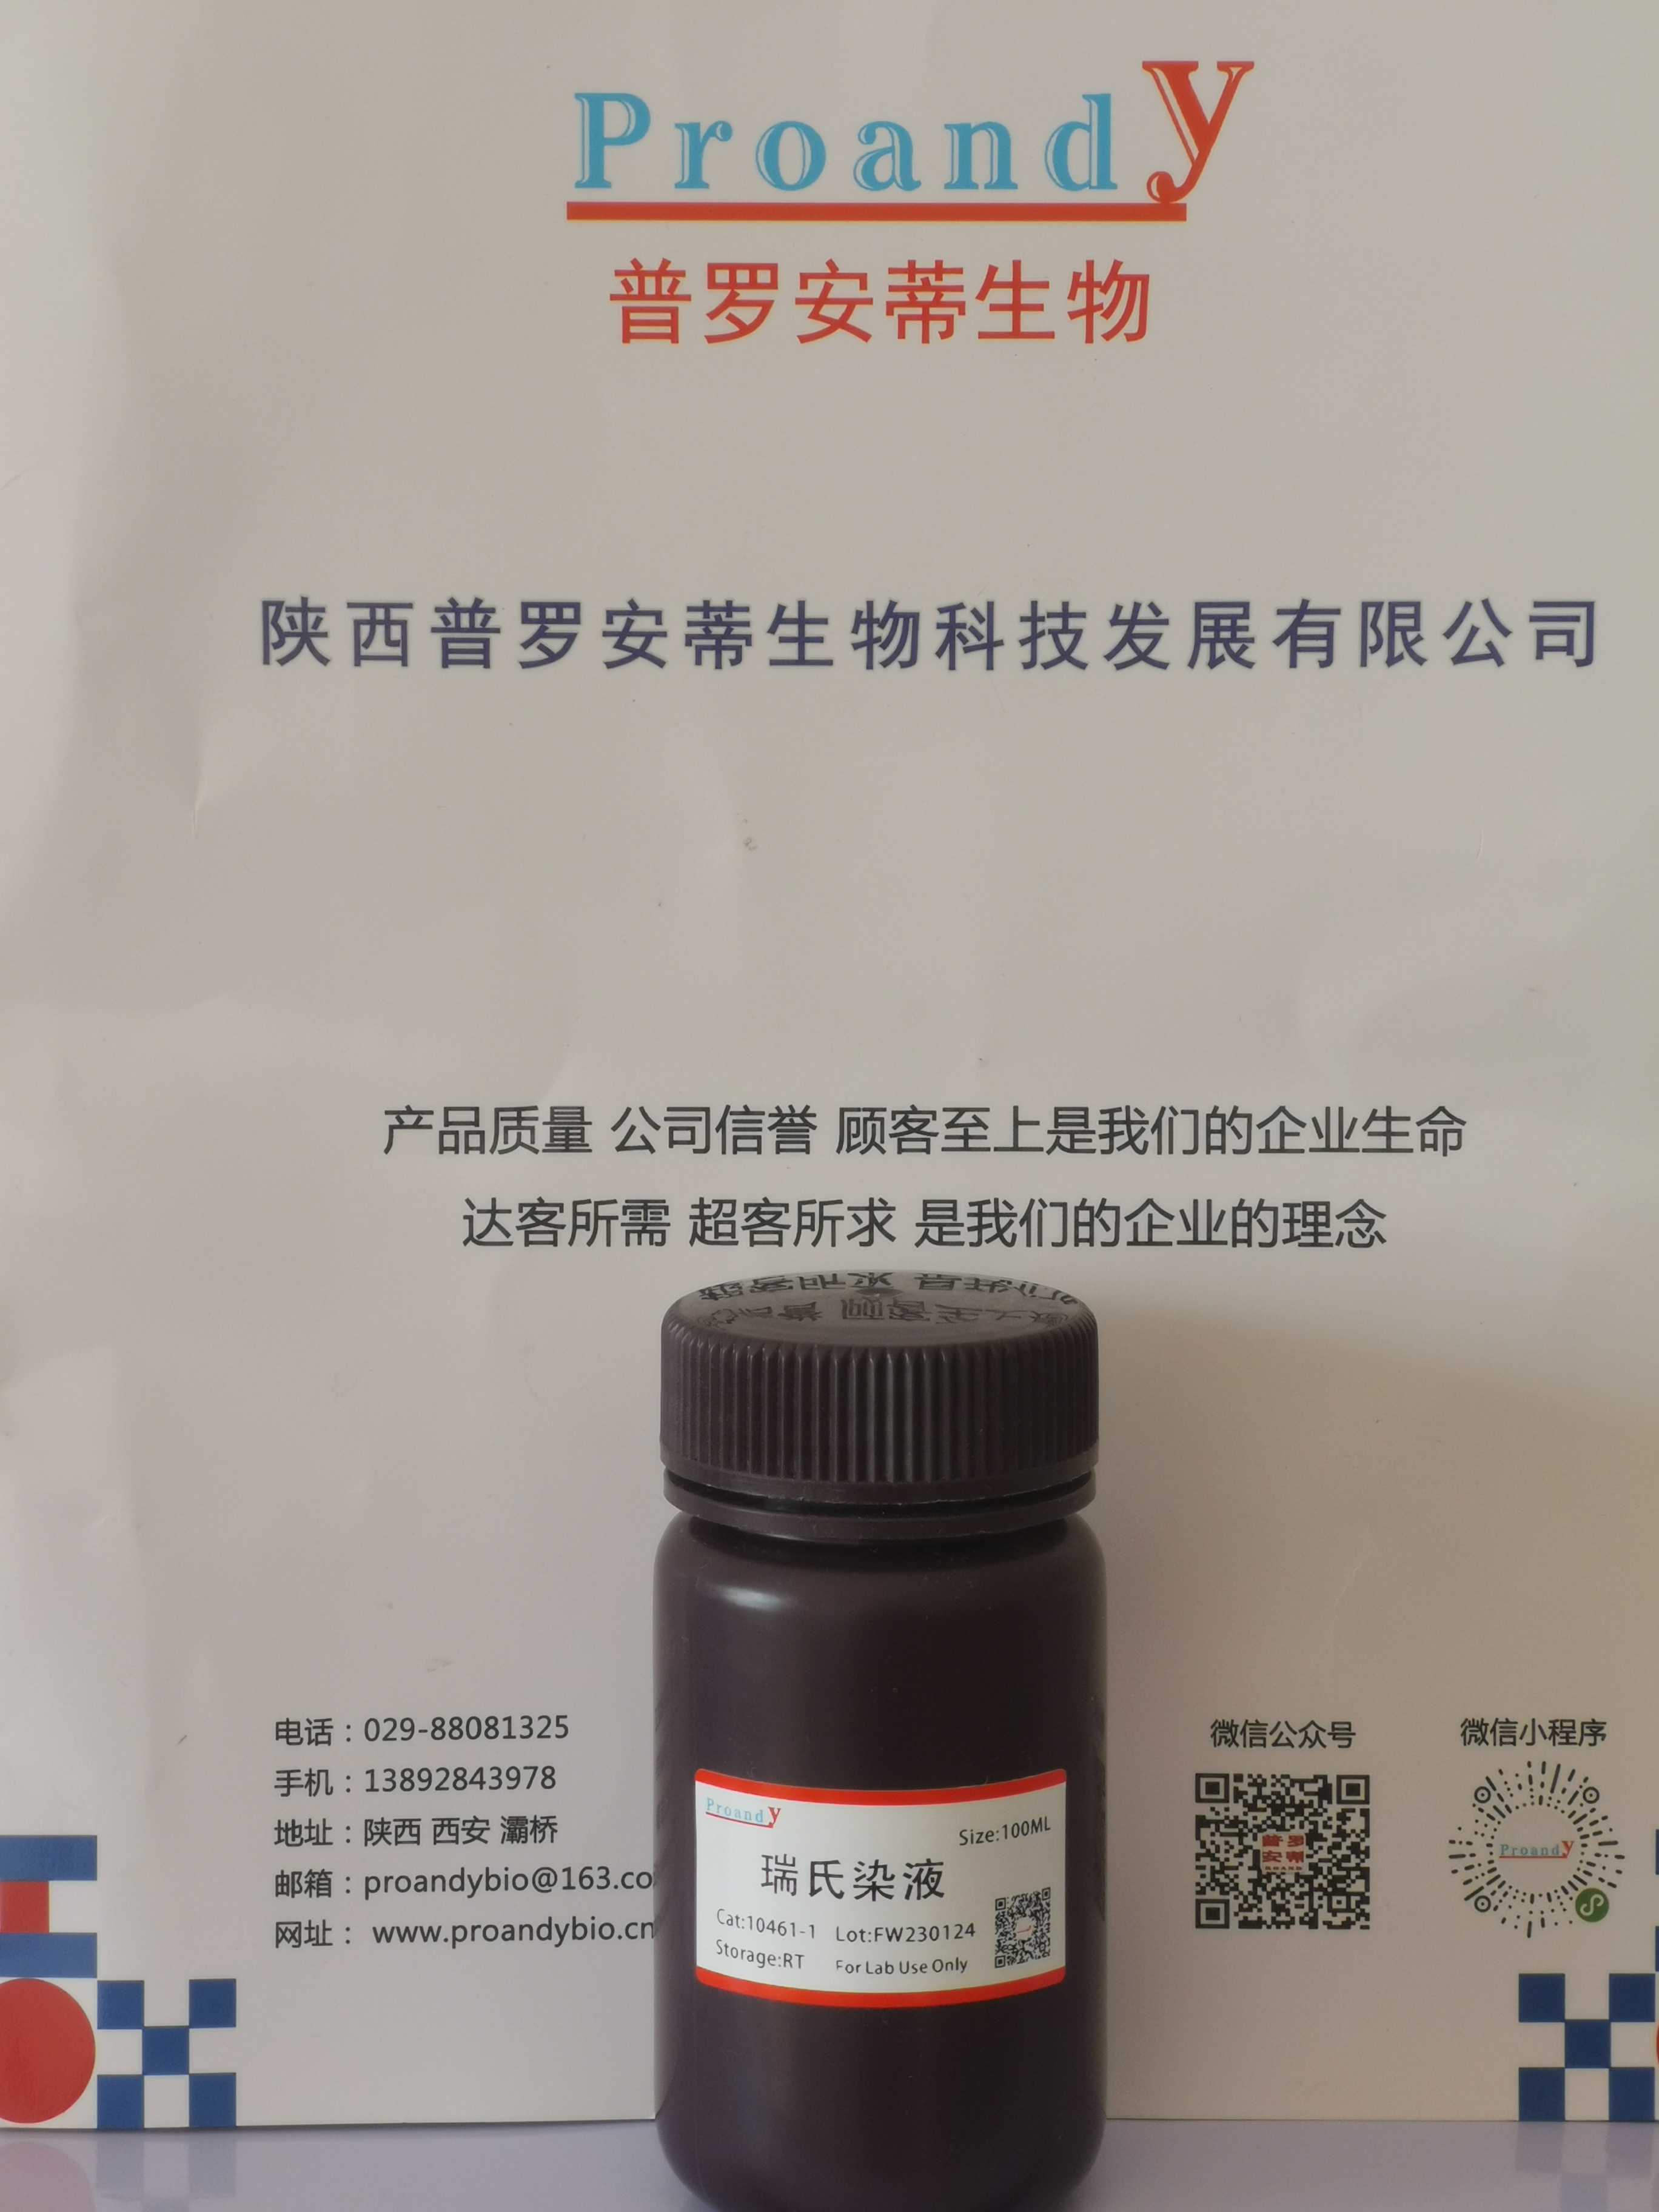 Proandy
普罗安蒂生物
陕西普罗安蒂生物科技发展有限公司
产品质量 公司信誉 顾客至上是我们的企业生命
达客所需 超客所求 是我们的企业的理念
电话：029-88081325
手机：13892843978
地址：陕西 西安 灞桥
邮箱：proandybio@163.co
网址： www.proandybio.cn
微信公众号
普罗
安蒂
微信小程序
Proandy
Proandy
Size:100ML
瑞氏染液
Cat:10461-1 Lot:FW230124
Storage:RT For Lab Use Only